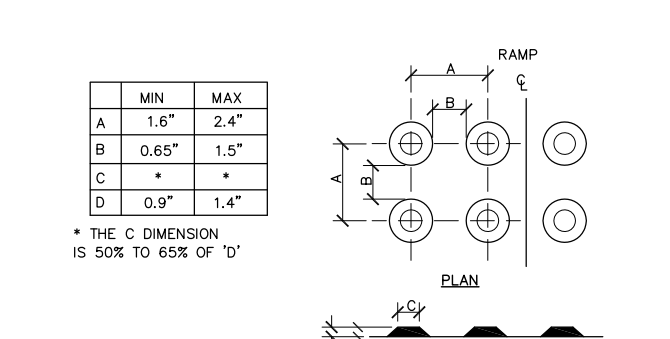 RAMP
℄
A
B
MIN MAX
A 1.6" 2.4"
B 0.65" 1.5"
C * *
D 0.9" 1.4"
* THE C DIMENSION
IS 50% TO 65% OF 'D'
A
B
PLAN
C